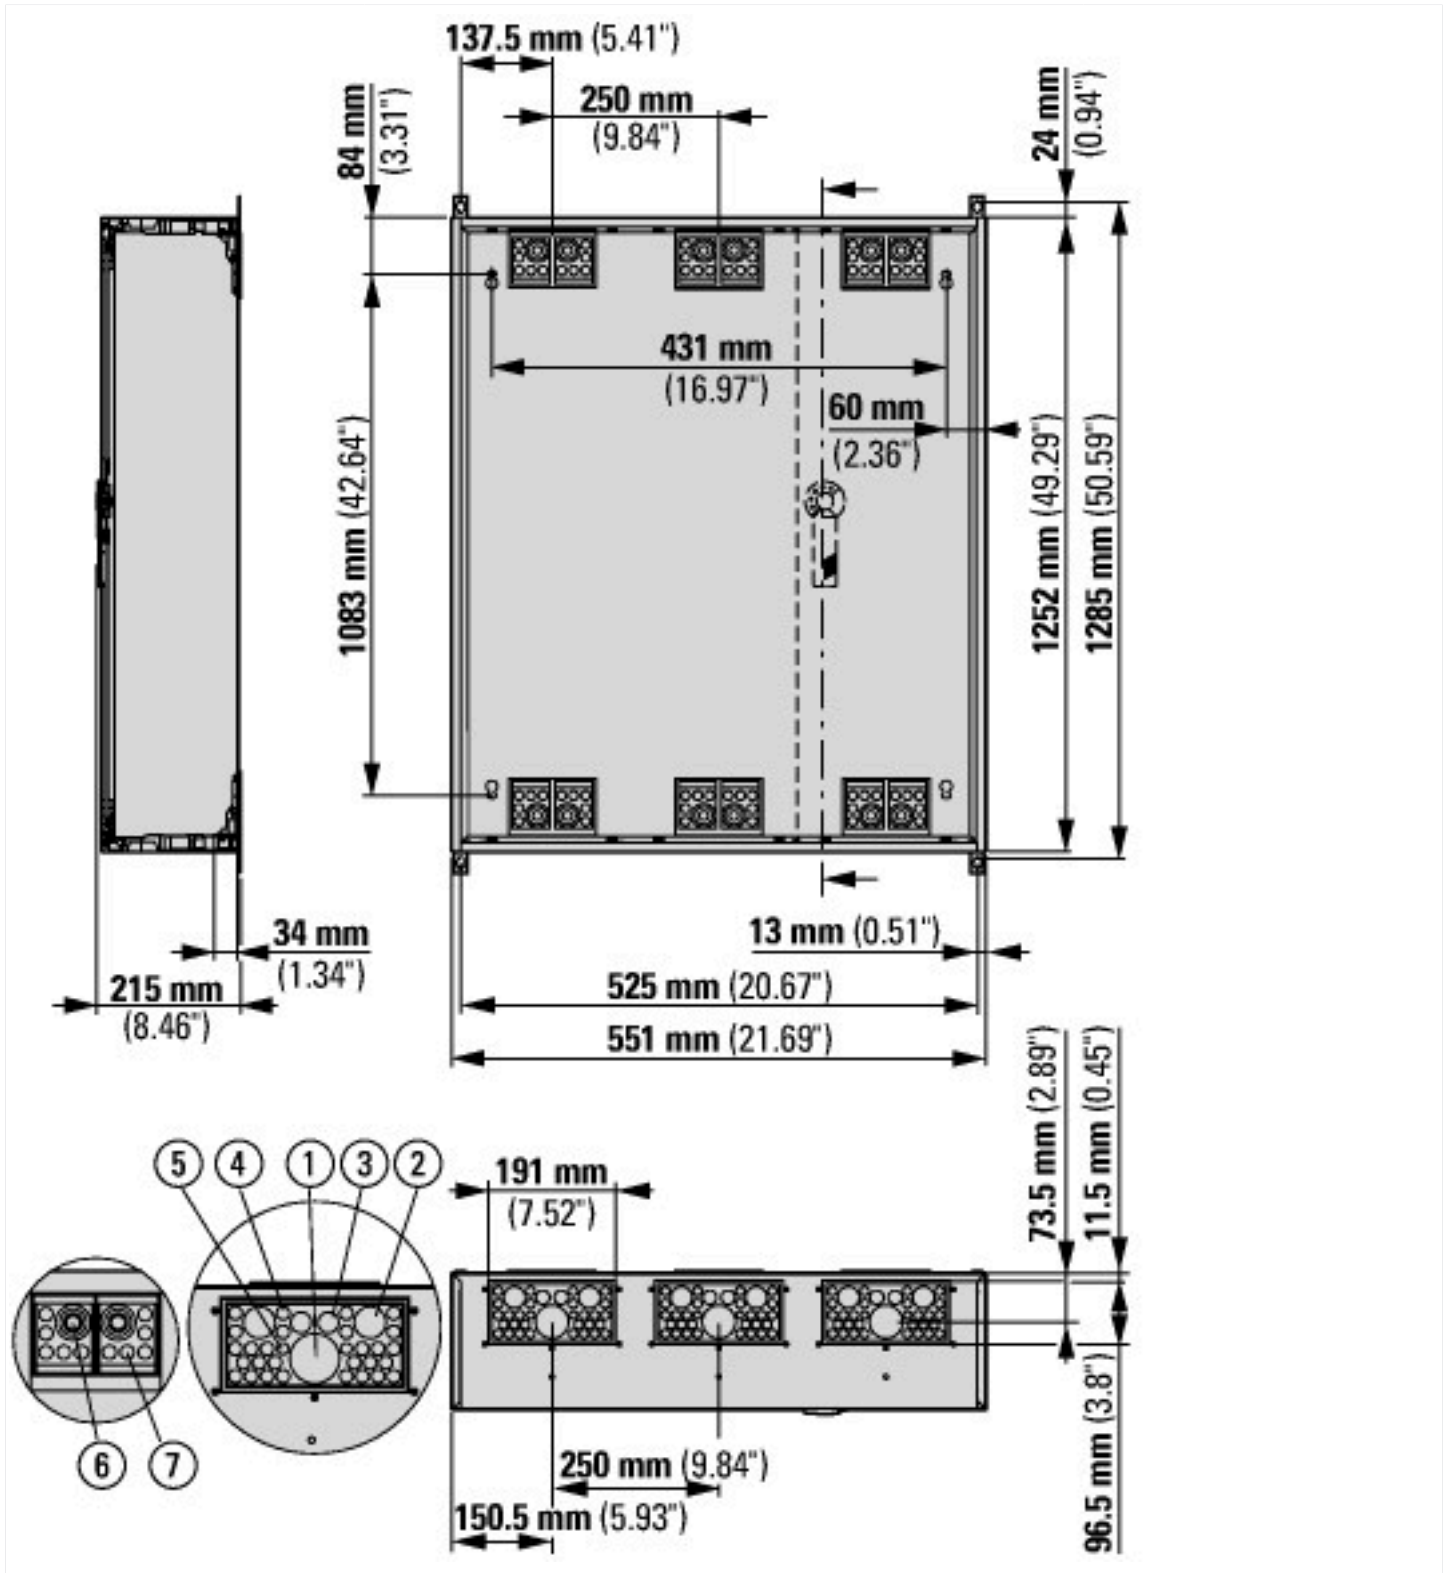 137.5 mm (5.41")
250 mm
(9.84")
84 mm
(3.31")
24 mm
(0.94")
431 mm
(16.97")
60 mm
(2.36")
1083 mm (42.64")
1252 mm (49.29")
1285 mm (50.59")
34 mm
(1.34")
215 mm
(8.46")
13 mm (0.51")
525 mm (20.67")
551 mm (21.69")
73.5 mm (2.89")
11.5 mm (0.45")
5 4 1 3 2
191 mm
(7.52")
6 7
250 mm (9.84")
150.5 mm (5.93")
96.5 mm (3.8")